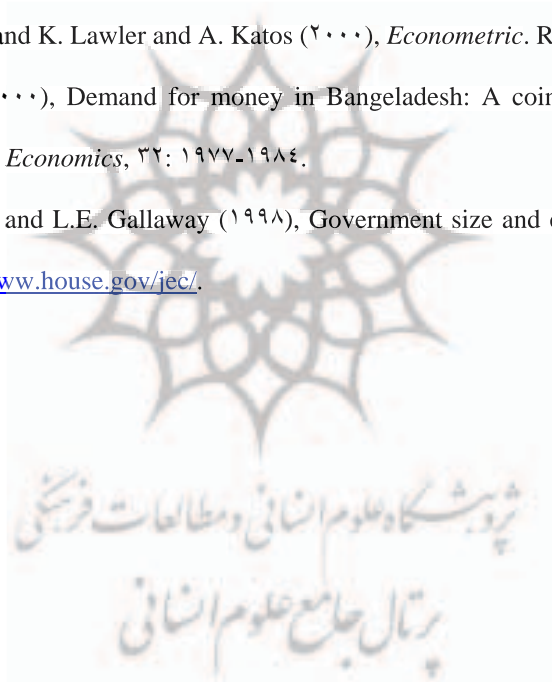 and K. Lawler and A. Katos (۲۰۰۰), Econometric. R
۰۰۰), Demand for money in Bangeladesh: A coin
Economics, ۳۲: ۱۹۷۷-۱۹۸٤.
and L.E. Gallaway (۱۹۹۸), Government size and
ww.house.gov/jec/.
پژوهشگاه علوم انسانی و مطالعات فرهنگی
پرتال جامع علوم انسانی